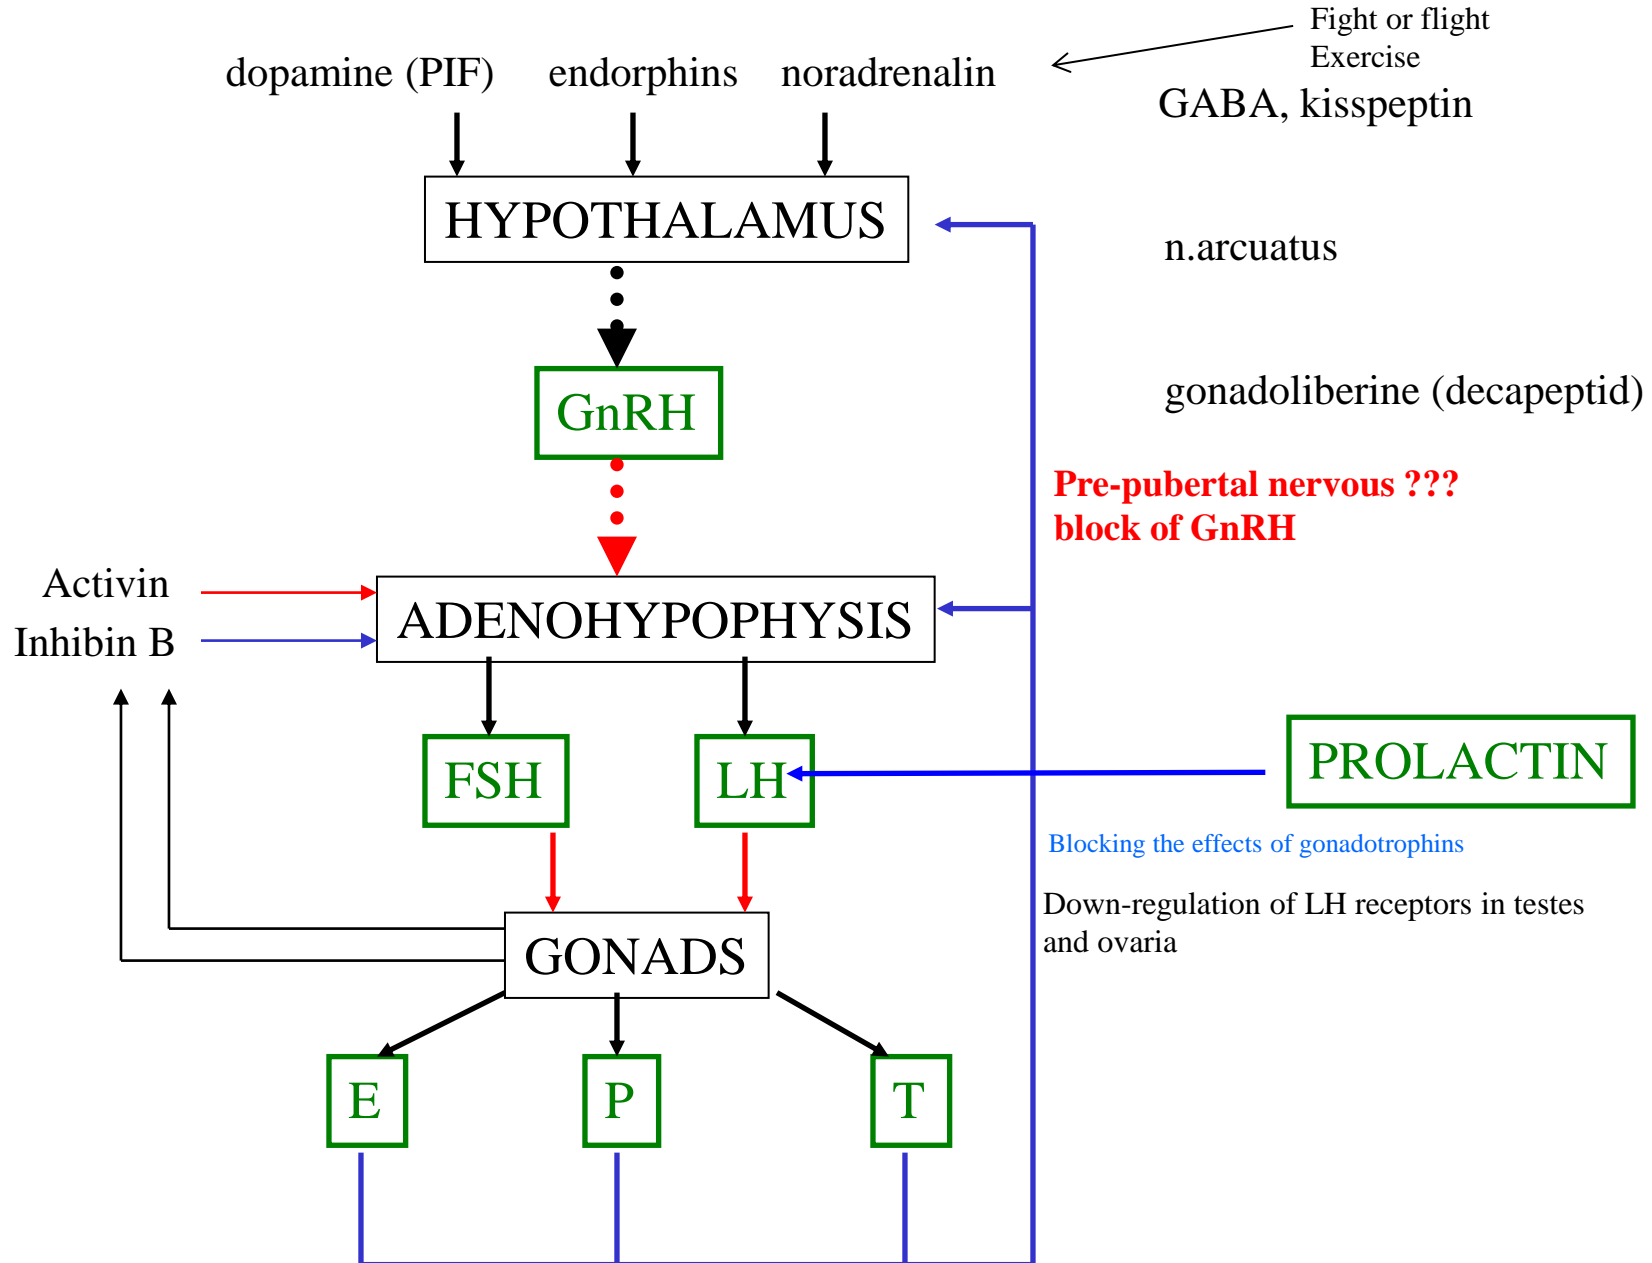 Fight or flight
Exercise
dopamine (PIF) endorphins noradrenalin
GABA, kisspeptin
HYPOTHALAMUS
n.arcuatus
GnRH
gonadoliberine (decapeptid)
Pre-pubertal nervous ???
block of GnRH
Activin
Inhibin B
ADENOHYPOPHYSIS
FSH
LH
PROLACTIN
Blocking the effects of gonadotrophins
Down-regulation of LH receptors in testes
and ovaria
GONADS
E
P
T